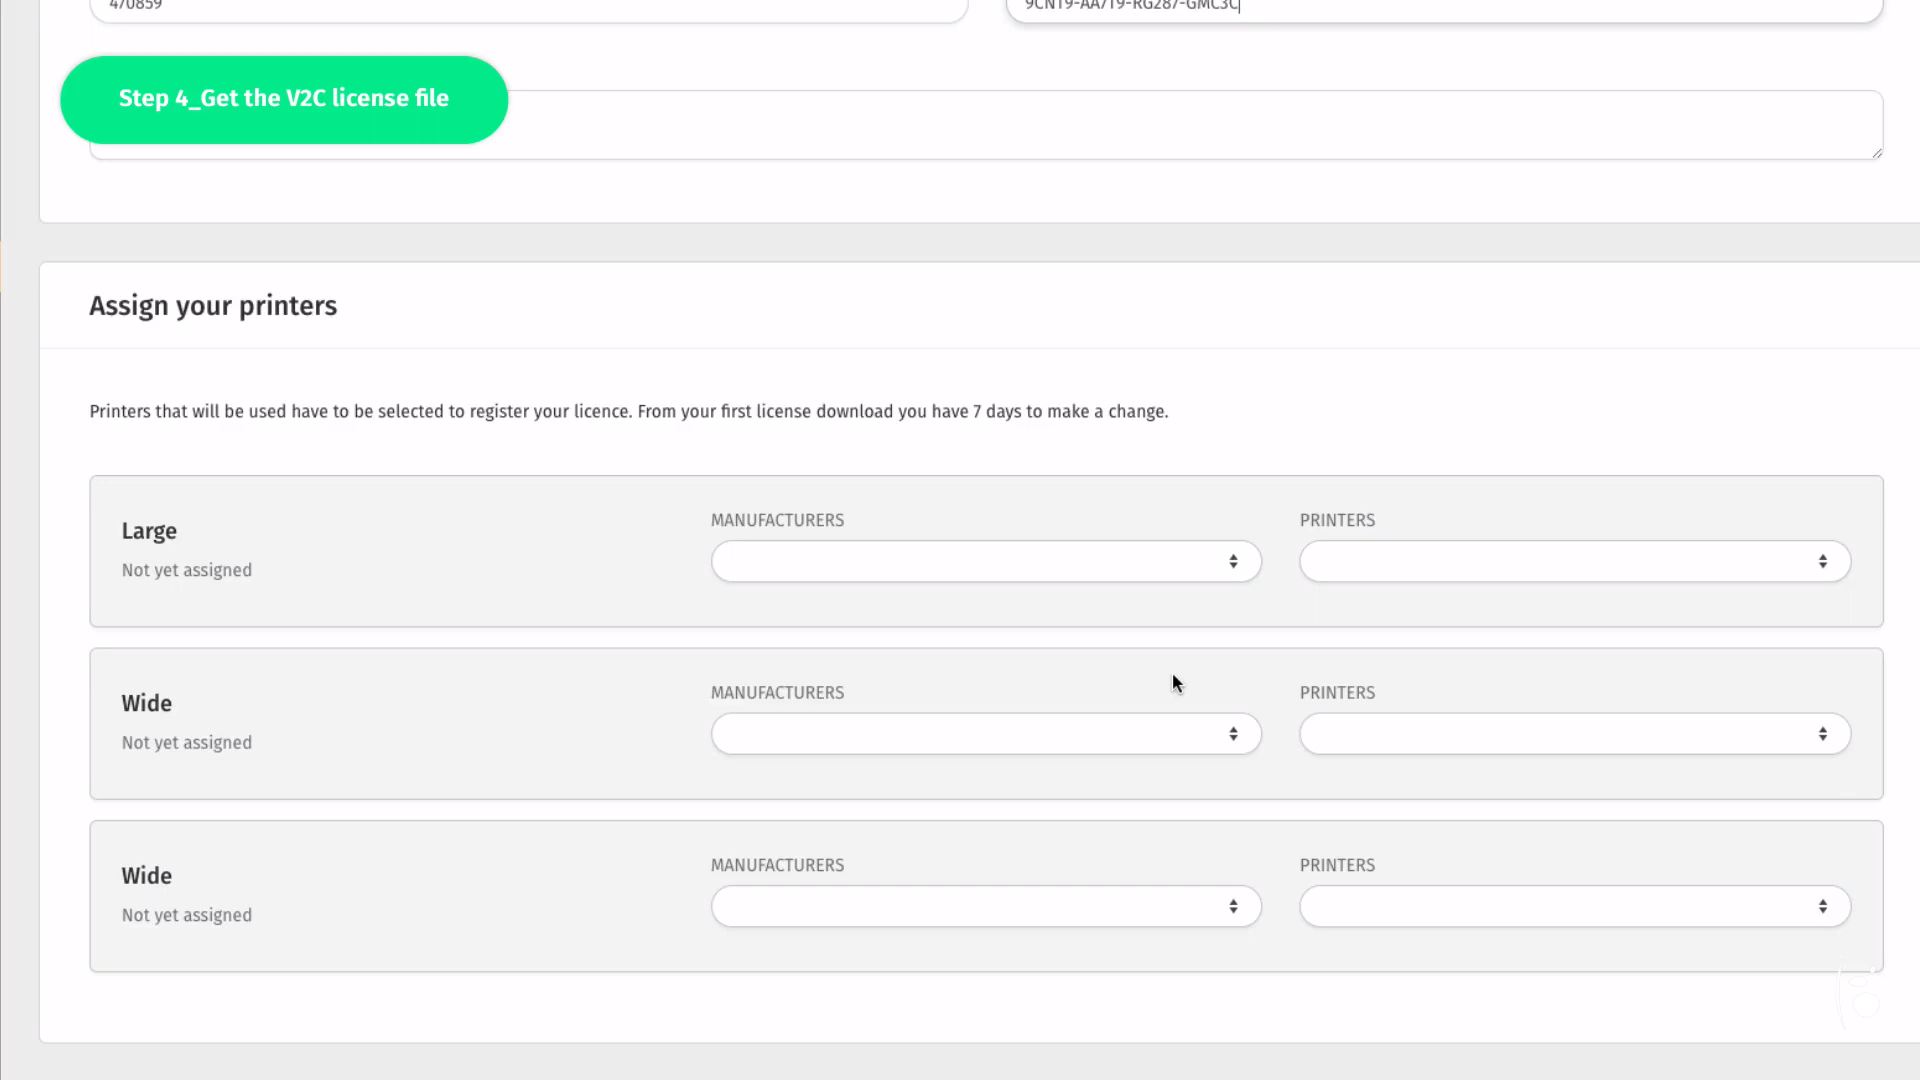 470859
Step 4_Get the V2C license file
Assign your printers
Printers that will be used have to be selected to register your licence. From your first license download you have 7 days to make a change.
Large
Not yet assigned
MANUFACTURERS
PRINTERS
Wide
Not yet assigned
MANUFACTURERS
PRINTERS
Wide
Not yet assigned
MANUFACTURERS
PRINTERS